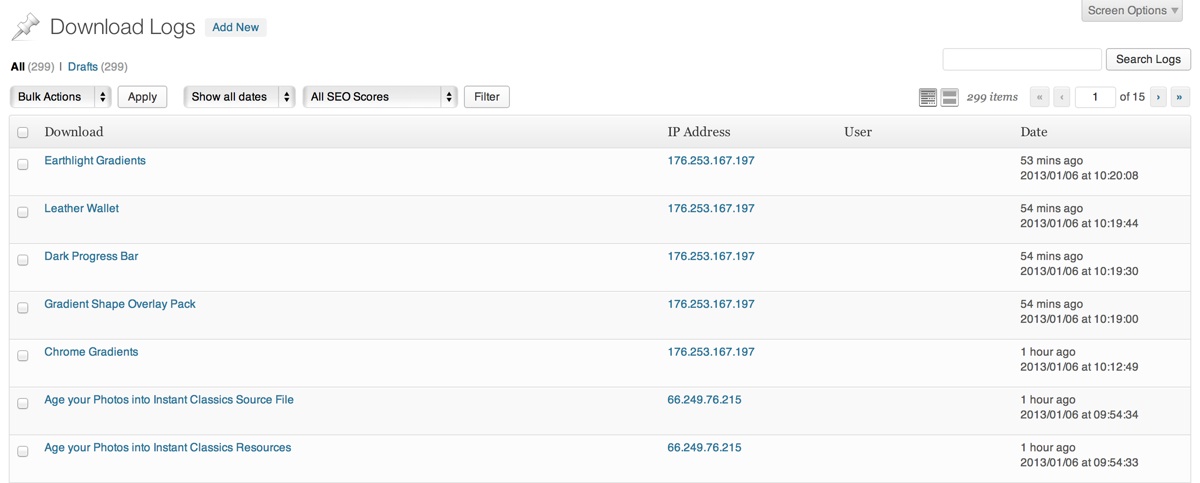 Screen Options ▼
Download Logs Add New
All (299) | Drafts (299)
Search Logs
Bulk Actions Apply Show all dates All SEO Scores Filter 299 items « ‹ 1 of 15 › »
Download IP Address User Date
Earthlight Gradients 176.253.167.197 53 mins ago
2013/01/06 at 10:20:08
Leather Wallet 176.253.167.197 54 mins ago
2013/01/06 at 10:19:44
Dark Progress Bar 176.253.167.197 54 mins ago
2013/01/06 at 10:19:30
Gradient Shape Overlay Pack 176.253.167.197 54 mins ago
2013/01/06 at 10:19:00
Chrome Gradients 176.253.167.197 1 hour ago
2013/01/06 at 10:12:49
Age your Photos into Instant Classics Source File 66.249.76.215 1 hour ago
2013/01/06 at 09:54:34
Age your Photos into Instant Classics Resources 66.249.76.215 1 hour ago
2013/01/06 at 09:54:33